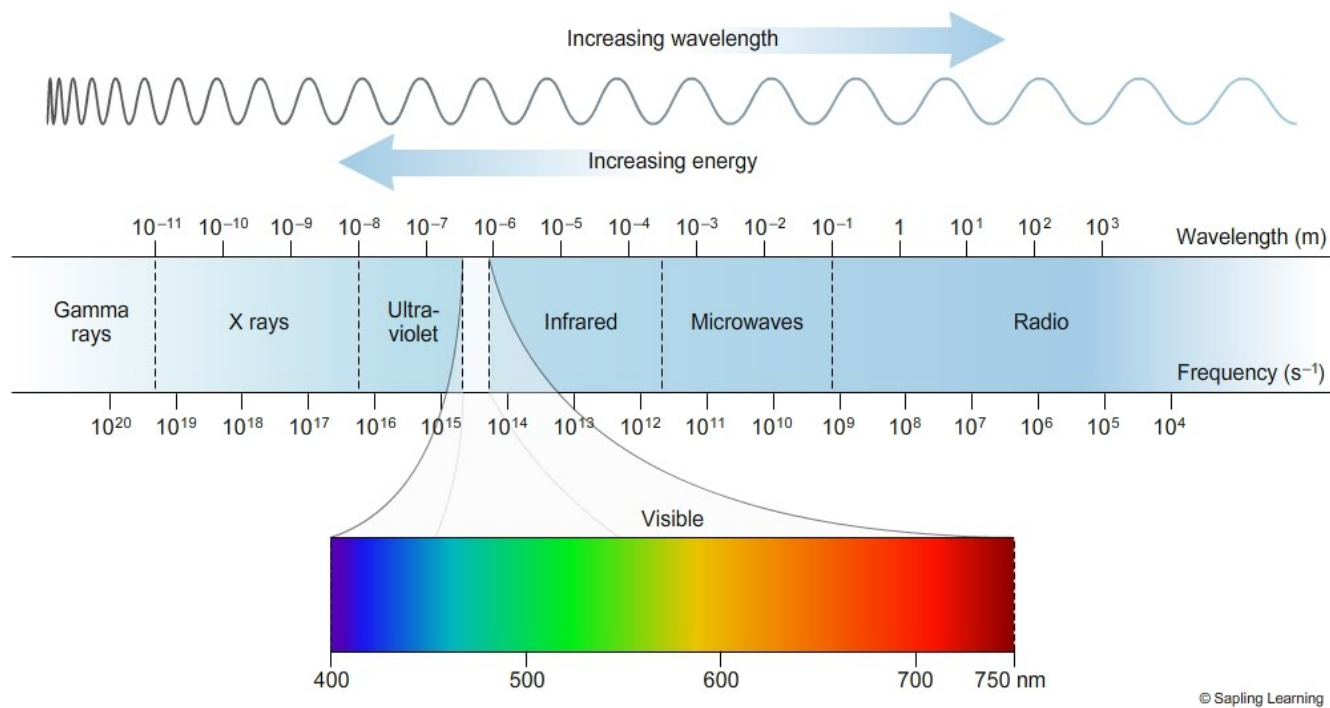 Increasing wavelength
Increasing energy
10⁻¹¹ 10⁻¹⁰ 10⁻⁹ 10⁻⁸ 10⁻⁷ 10⁻⁶ 10⁻⁵ 10⁻⁴ 10⁻³ 10⁻² 10⁻¹ 1 10¹ 10² 10³
Wavelength (m)
Gamma
rays
X rays
Ultra-
violet
Infrared
Microwaves
Radio
Frequency (s⁻¹)
10²⁰ 10¹⁹ 10¹⁸ 10¹⁷ 10¹⁶ 10¹⁵ 10¹⁴ 10¹³ 10¹² 10¹¹ 10¹⁰ 10⁹ 10⁸ 10⁷ 10⁶ 10⁵ 10⁴
Visible
400 500 600 700 750 nm
© Sapling Learning